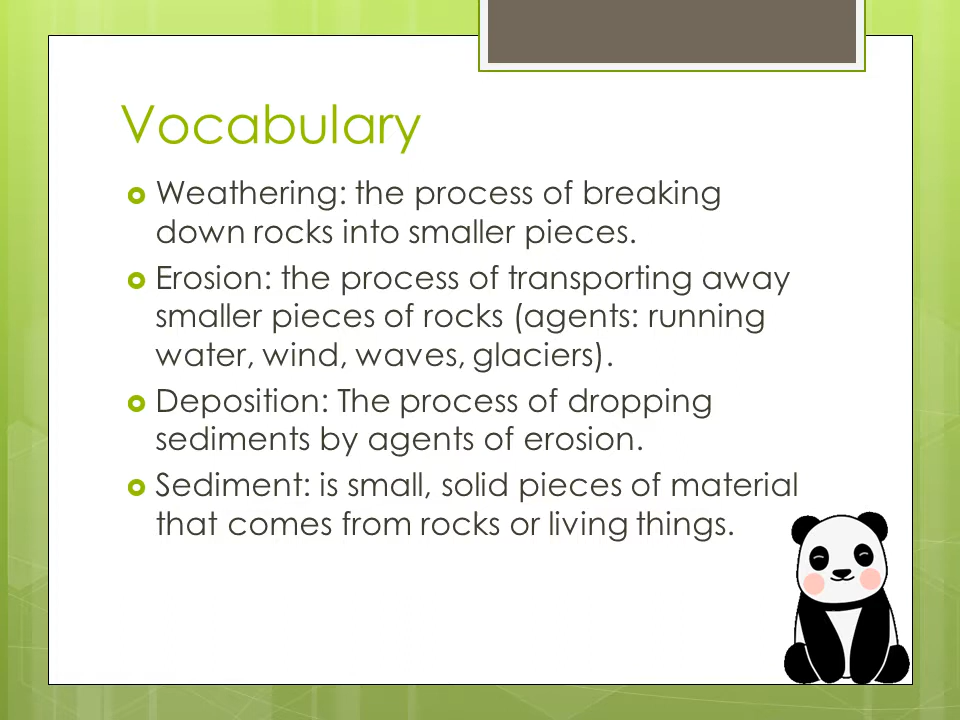 Vocabulary
Weathering: the process of breaking
down rocks into smaller pieces.
Erosion: the process of transporting away
smaller pieces of rocks (agents: running
water, wind, waves, glaciers).
Deposition: The process of dropping
sediments by agents of erosion.
Sediment: is small, solid pieces of material
that comes from rocks or living things.